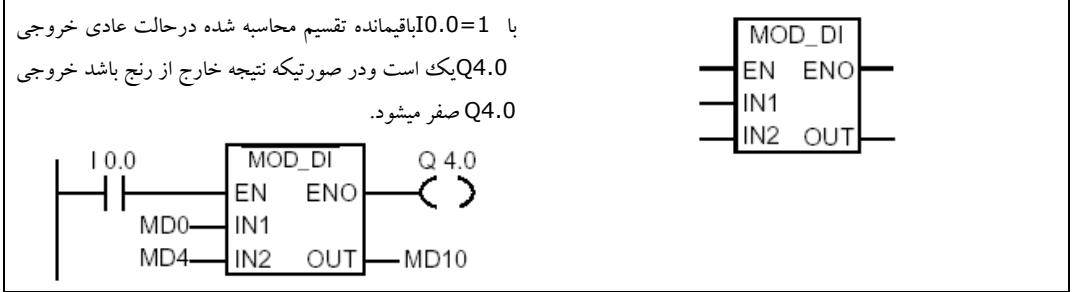 با I0.0=1باقیمانده تقسیم محاسبه شده درحالت عادی خروجی
Q4.0یک است ودر صورتیکه نتیجه خارج از رنج باشد خروجی
Q4.0 صفر میشود.
MOD_DI
EN ENO
IN1
IN2 OUT
I 0.0 MOD_DI Q 4.0
EN ENO
MD0 IN1
MD4 IN2 OUT MD10